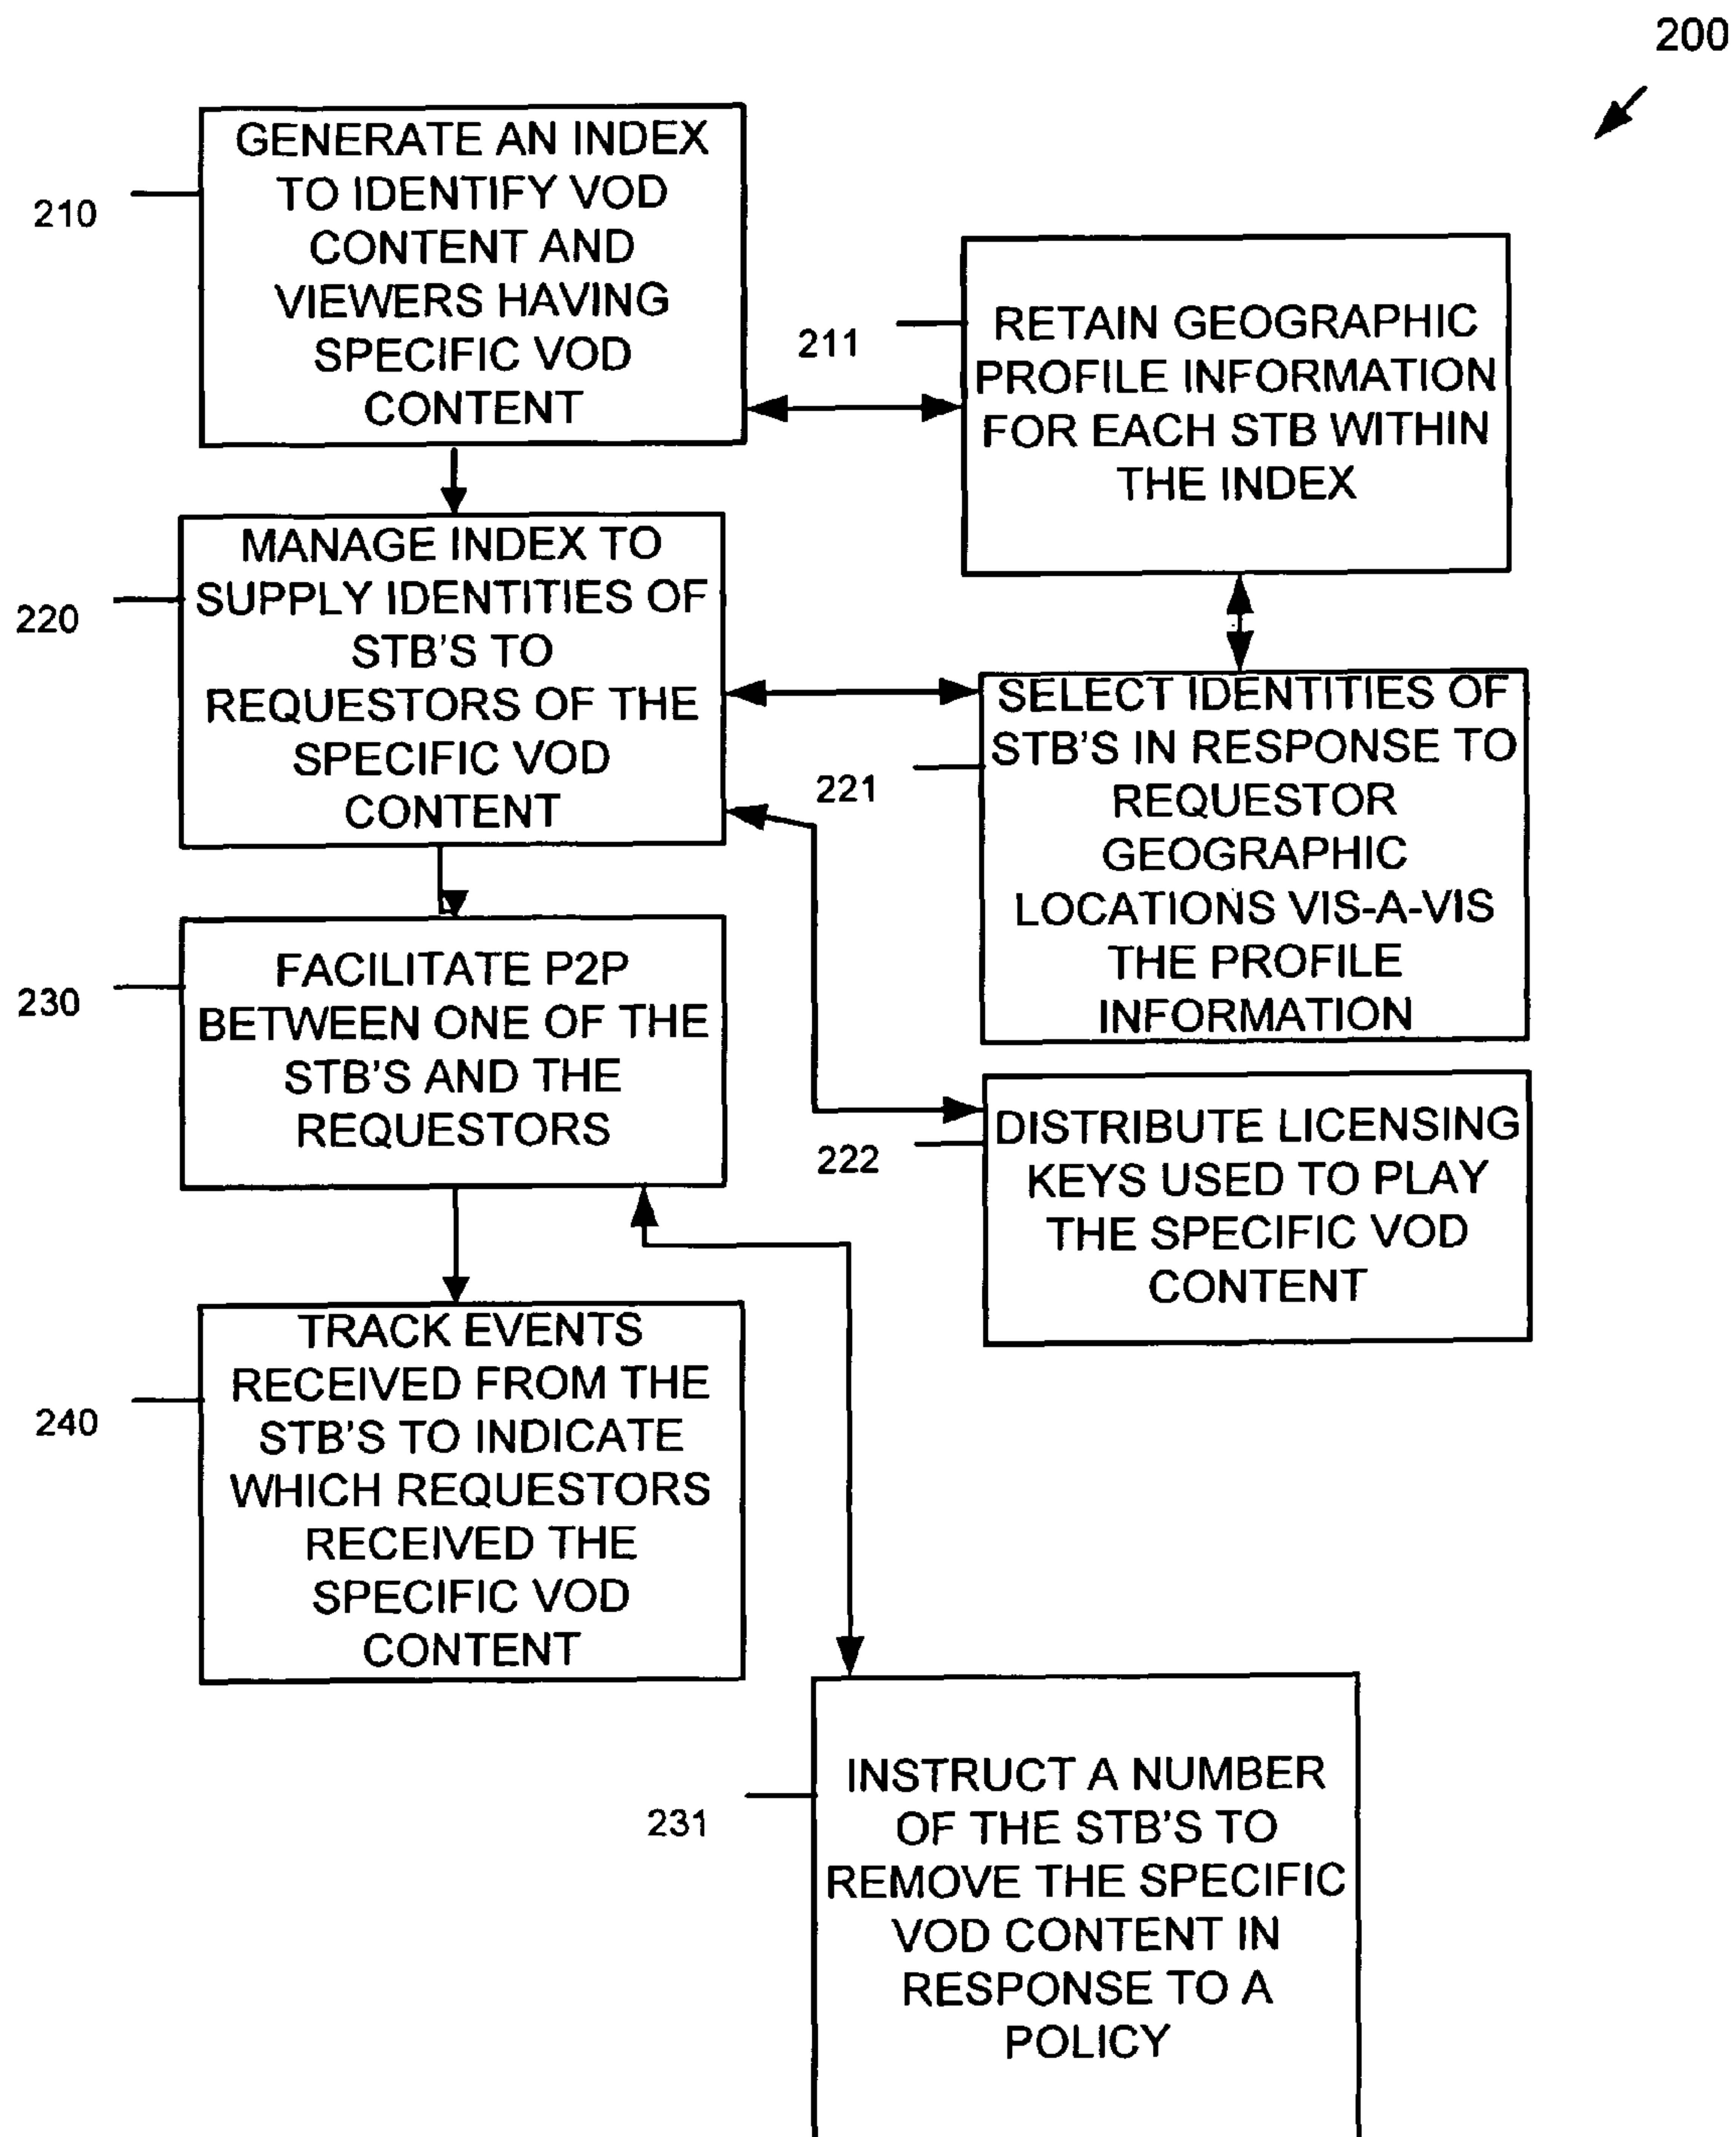 200
GENERATE AN INDEX
TO IDENTIFY VOD
CONTENT AND
VIEWERS HAVING
SPECIFIC VOD
CONTENT
210
RETAIN GEOGRAPHIC
PROFILE INFORMATION
FOR EACH STB WITHIN
THE INDEX
211
MANAGE INDEX TO
SUPPLY IDENTITIES OF
STB'S TO
REQUESTORS OF THE
SPECIFIC VOD
CONTENT
220
SELECT IDENTITIES OF
STB'S IN RESPONSE TO
REQUESTOR
GEOGRAPHIC
LOCATIONS VIS-A-VIS
THE PROFILE
INFORMATION
221
FACILITATE P2P
BETWEEN ONE OF THE
STB'S AND THE
REQUESTORS
230
DISTRIBUTE LICENSING
KEYS USED TO PLAY
THE SPECIFIC VOD
CONTENT
222
TRACK EVENTS
RECEIVED FROM THE
STB'S TO INDICATE
WHICH REQUESTORS
RECEIVED THE
SPECIFIC VOD
CONTENT
240
INSTRUCT A NUMBER
OF THE STB'S TO
REMOVE THE SPECIFIC
VOD CONTENT IN
RESPONSE TO A
POLICY
231